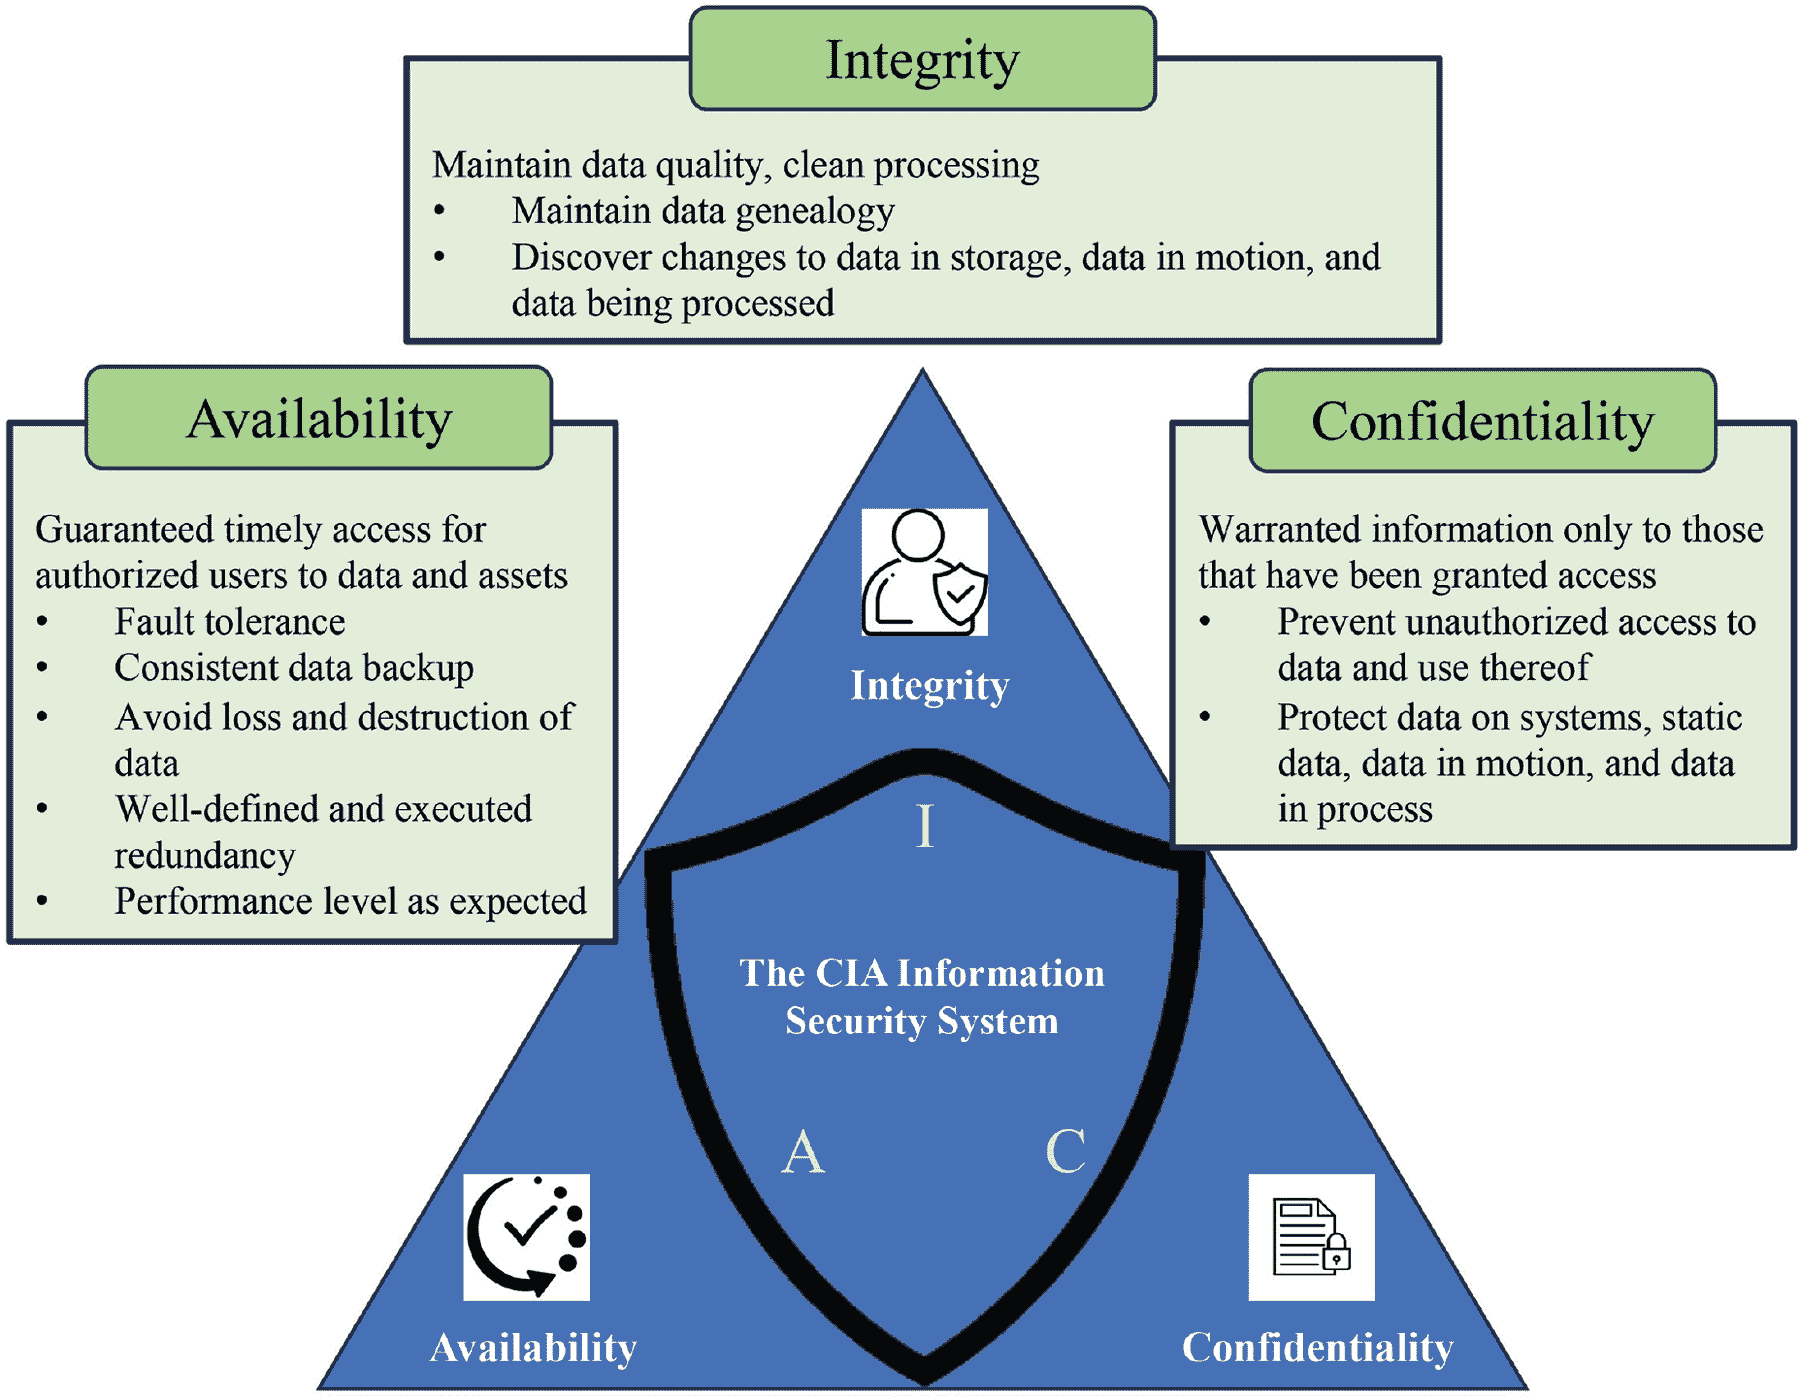 Integrity
Maintain data quality, clean processing
• Maintain data genealogy
• Discover changes to data in storage, data in motion, and
data being processed
Availability
Guaranteed timely access for
authorized users to data and assets
• Fault tolerance
• Consistent data backup
• Avoid loss and destruction of
data
• Well-defined and executed
redundancy
• Performance level as expected
Confidentiality
Warranted information only to those
that have been granted access
• Prevent unauthorized access to
data and use thereof
• Protect data on systems, static
data, data in motion, and data
in process
Integrity
I
The CIA Information
Security System
A
C
Availability
Confidentiality